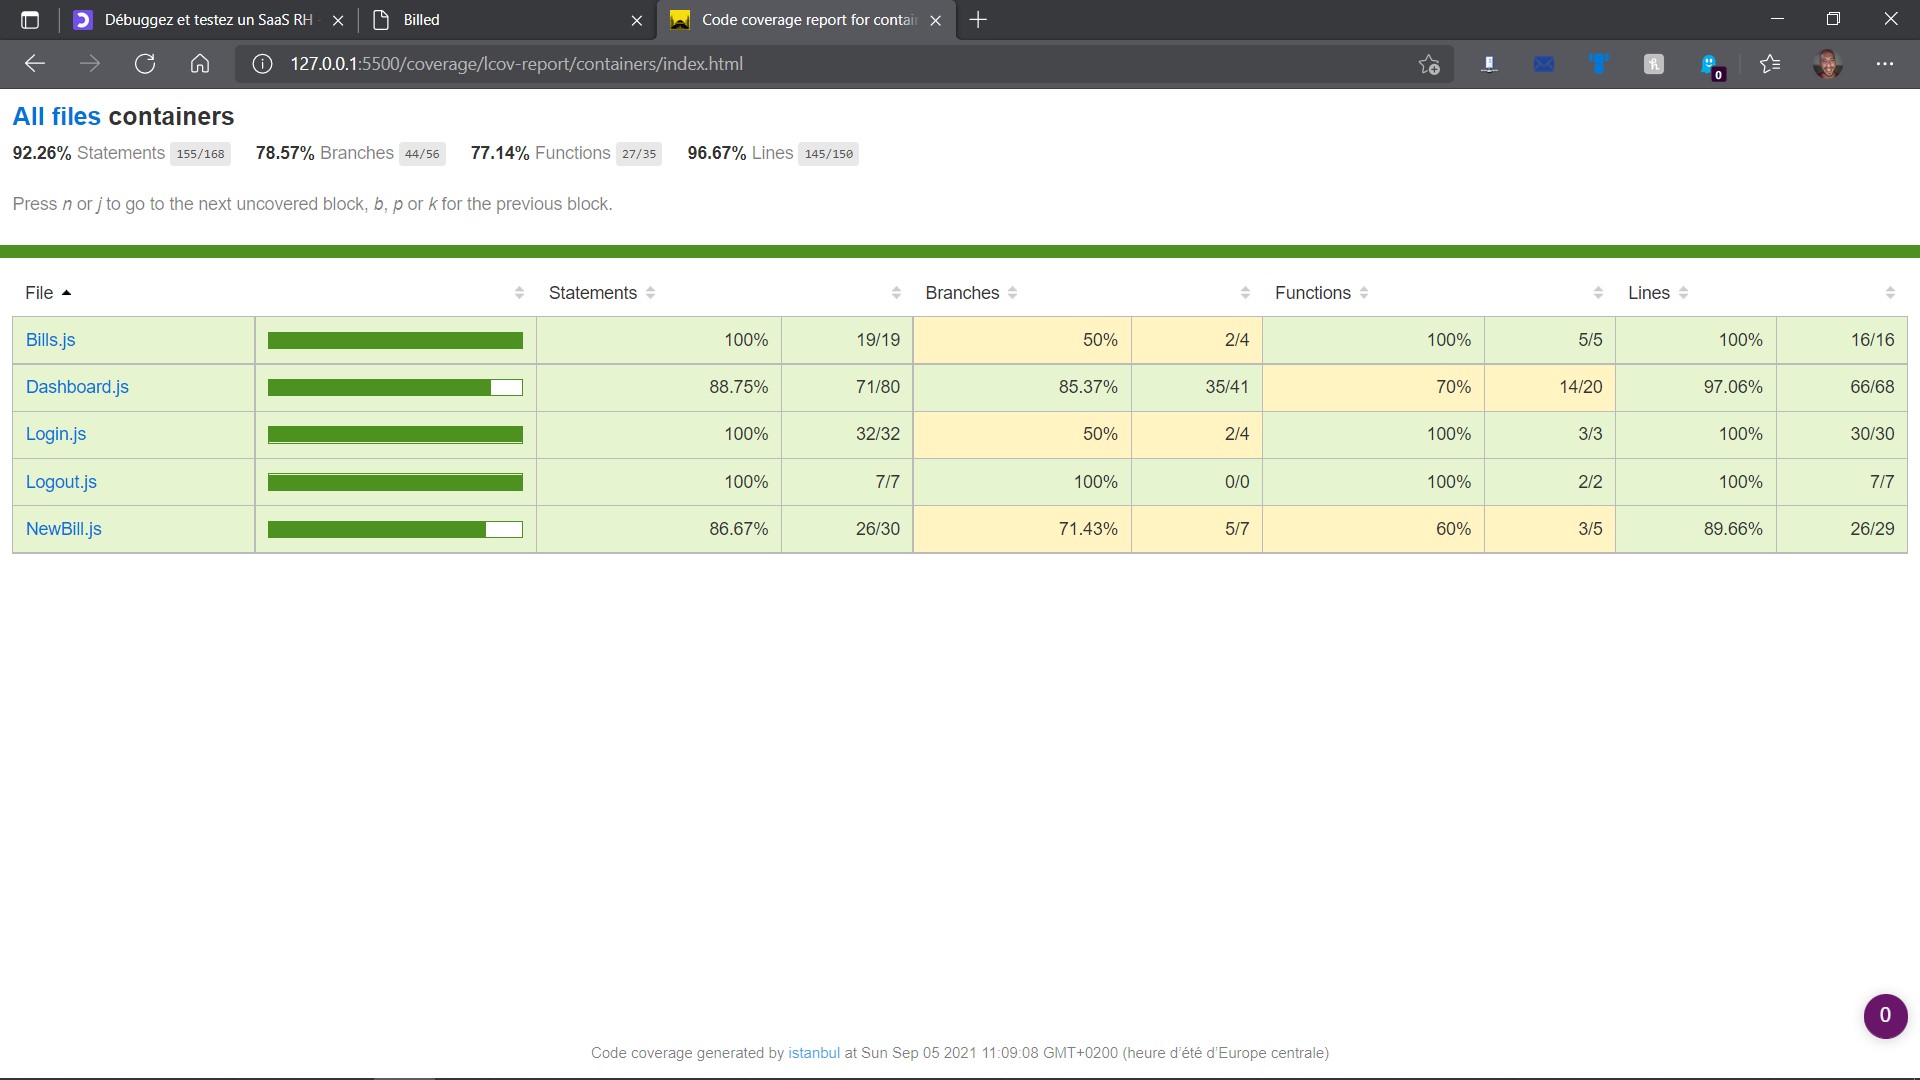 Débuggez et testez un SaaS RH
Billed
Code coverage report for contai
127.0.0.1:5500/coverage/lcov-report/containers/index.html
0
All files containers
92.26% Statements 155/168 78.57% Branches 44/56 77.14% Functions 27/35 96.67% Lines 145/150
Press n or j to go to the next uncovered block, b, p or k for the previous block.
File Statements Branches Functions Lines
Bills.js 100% 19/19 50% 2/4 100% 5/5 100% 16/16
Dashboard.js 88.75% 71/80 85.37% 35/41 70% 14/20 97.06% 66/68
Login.js 100% 32/32 50% 2/4 100% 3/3 100% 30/30
Logout.js 100% 7/7 100% 0/0 100% 2/2 100% 7/7
NewBill.js 86.67% 26/30 71.43% 5/7 60% 3/5 89.66% 26/29
0
Code coverage generated by istanbul at Sun Sep 05 2021 11:09:08 GMT+0200 (heure d’été d’Europe centrale)